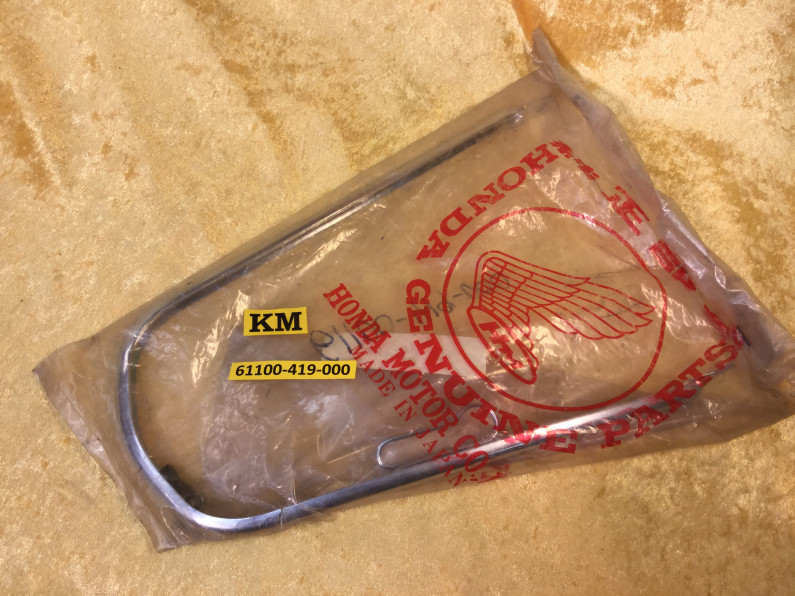 KM
61100-419-000
HONDA GENUINE PARTS
HONDA MOTOR CO.
MADE IN JAPAN